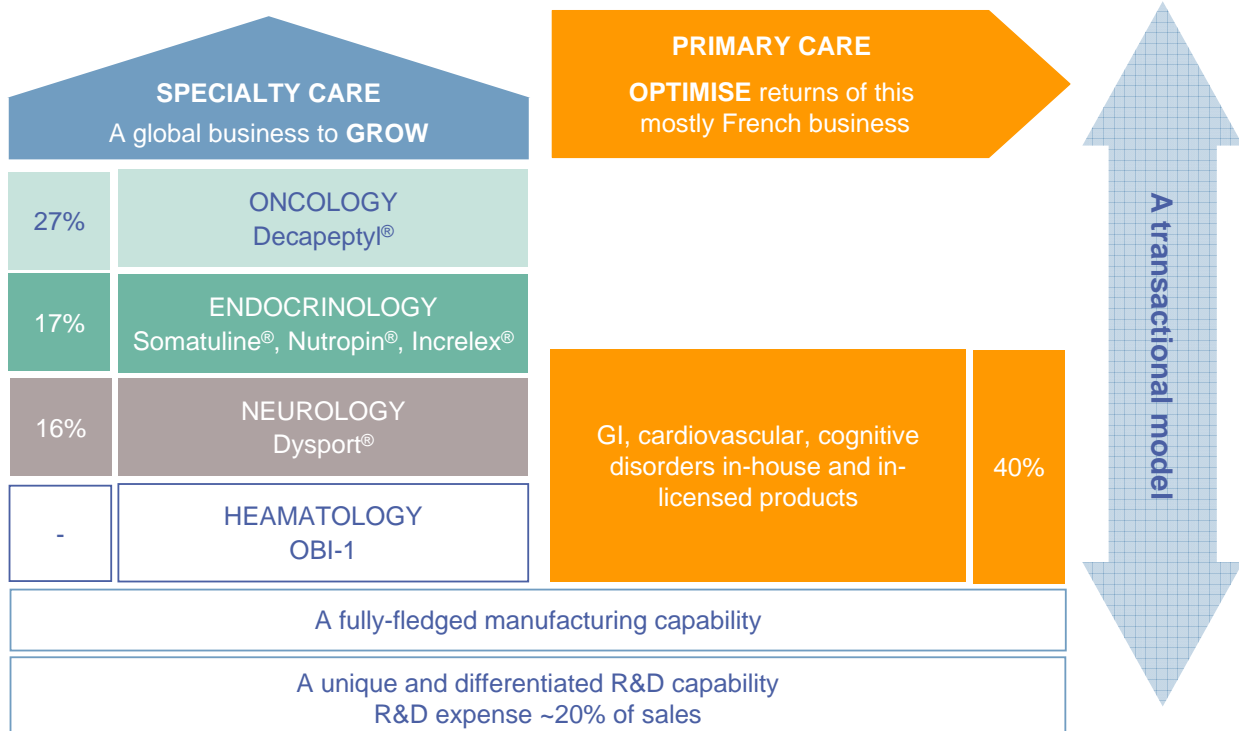 SPECIALTY CARE
A global business to GROW
PRIMARY CARE
OPTIMISE returns of this
mostly French business
27%
ONCOLOGY
Decapeptyl®
17%
ENDOCRINOLOGY
Somatuline®, Nutropin®, Increlex®
16%
NEUROLOGY
Dysport®
-
HEAMATOLOGY
OBI-1
GI, cardiovascular, cognitive
disorders in-house and in-
licensed products
40%
A fully-fledged manufacturing capability
A unique and differentiated R&D capability
R&D expense ~20% of sales
A transactional model